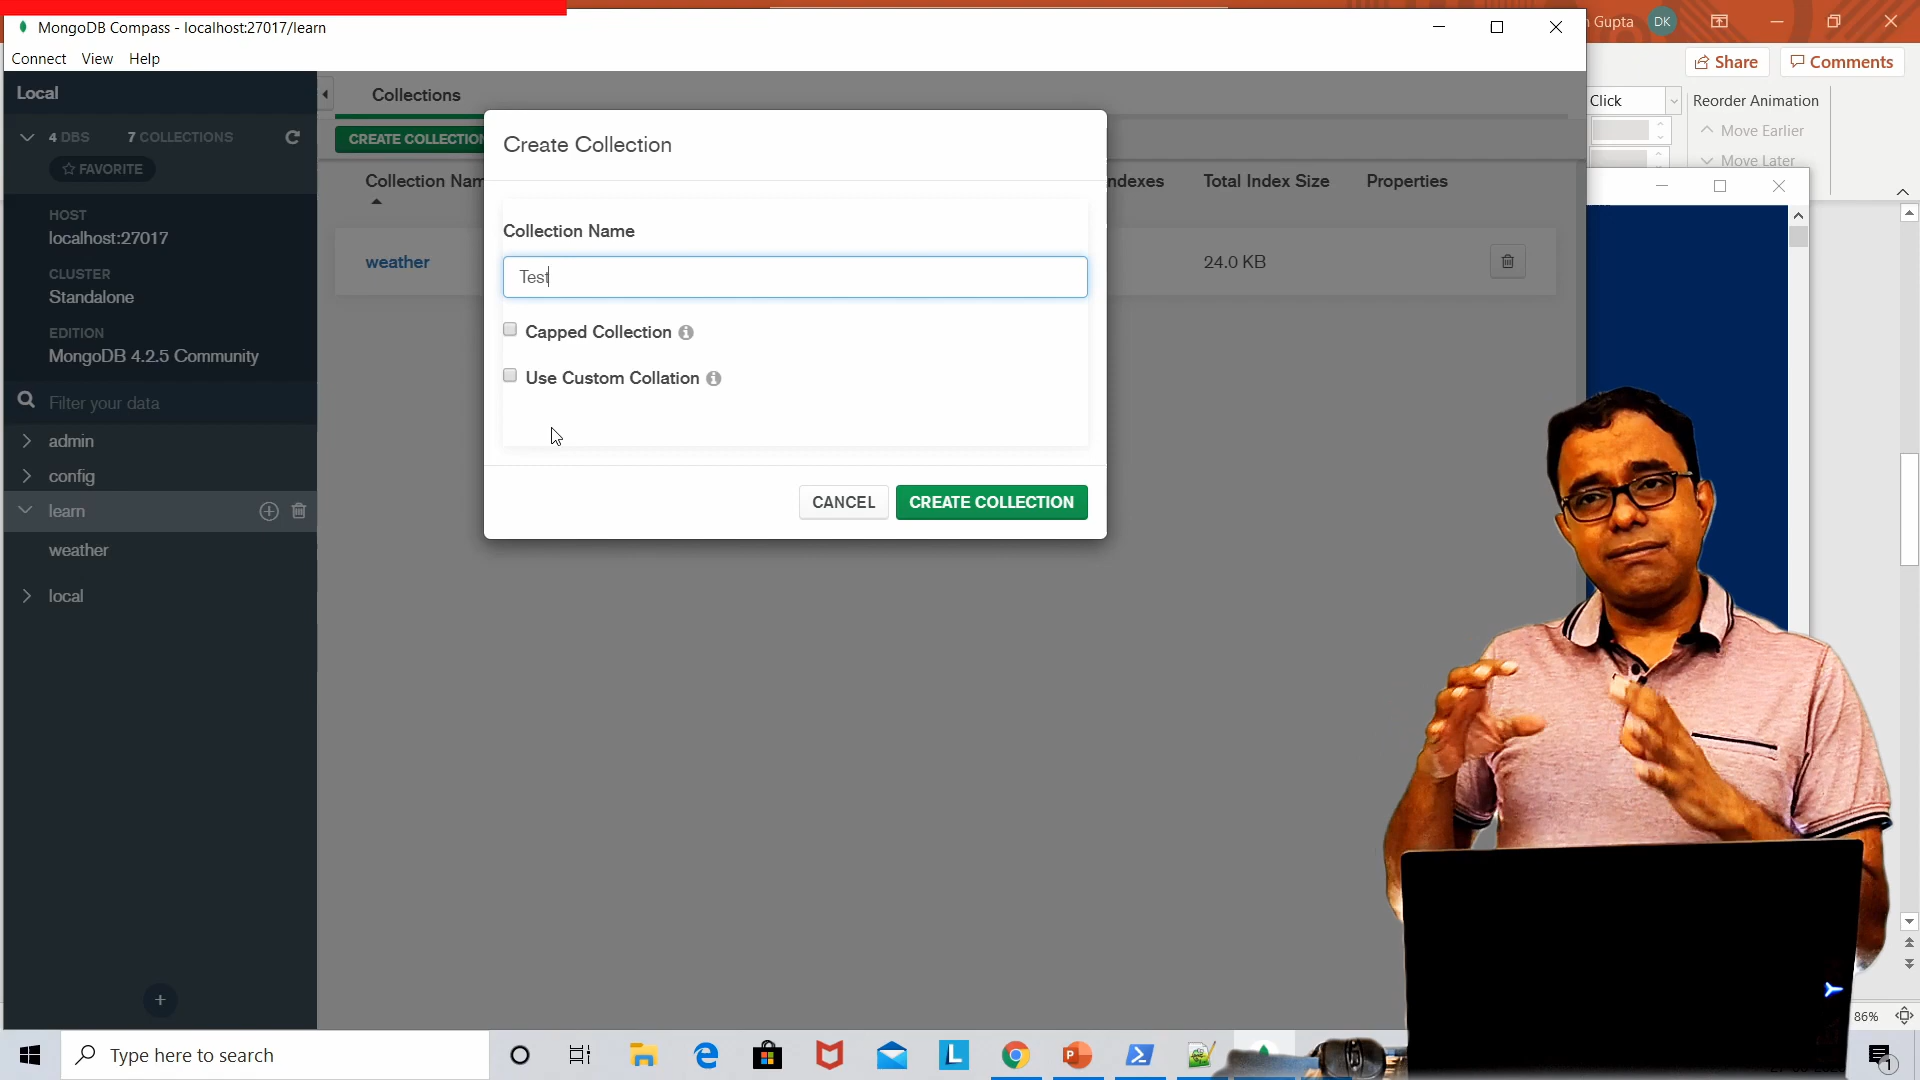 MongoDB Compass - localhost:27017/learn
Gupta
DK
Connect View Help
Share
Comments
Local
Collections
Click
Reorder Animation
4 DBS 7 COLLECTIONS
CREATE COLLECTION
Create Collection
Move Earlier
FAVORITE
Move Later
Collection Nam
ndexes
Total Index Size
Properties
HOST
localhost:27017
Collection Name
weather
24.0 KB
CLUSTER
Standalone
Test
EDITION
MongoDB 4.2.5 Community
Capped Collection
Use Custom Collation
Filter your data
admin
config
learn
CANCEL
CREATE COLLECTION
weather
local
86%
Type here to search
L
1